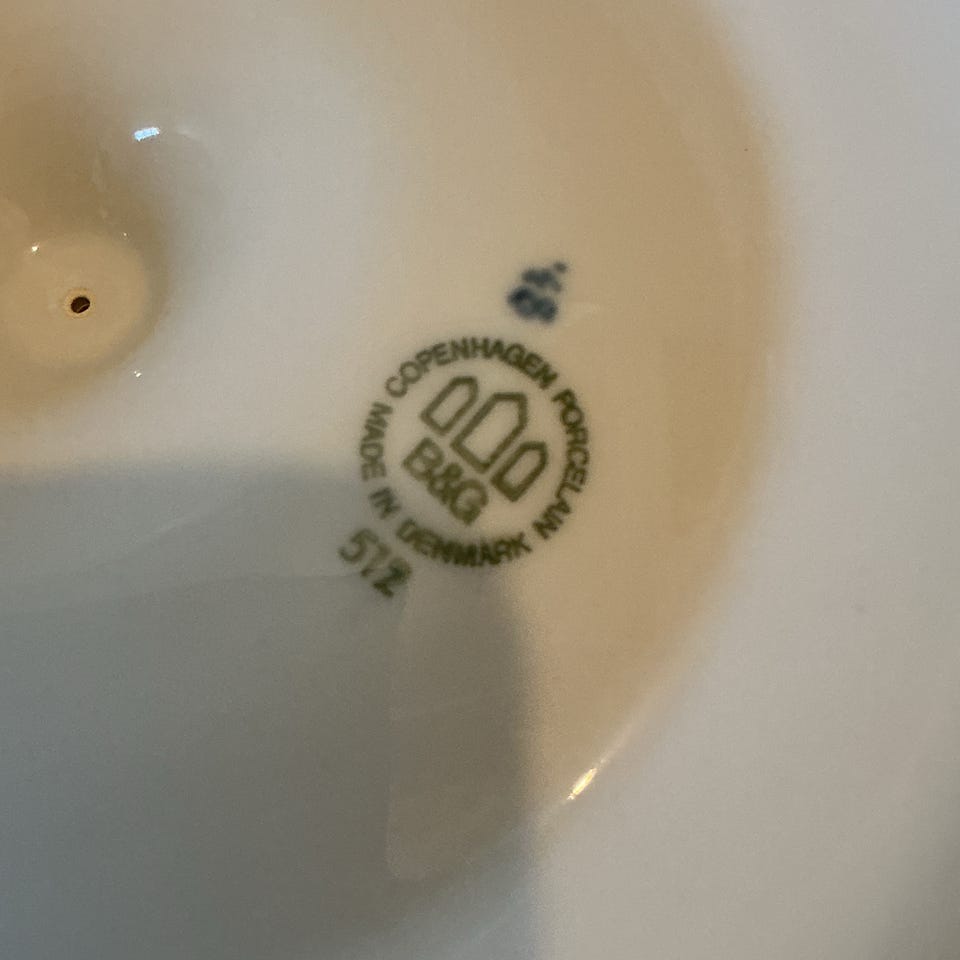 COPENHAGEN PORCELAIN
MADE IN DENMARK
B&G
512